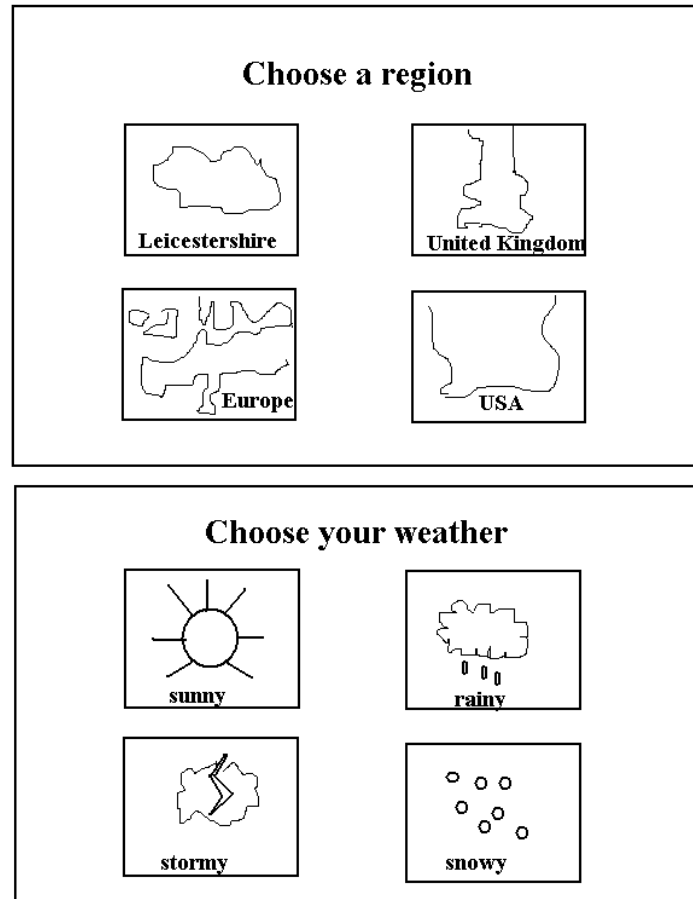 Choose a region
Leicestershire
United Kingdom
Europe
USA
Choose your weather
sunny
rainy
stormy
snowy